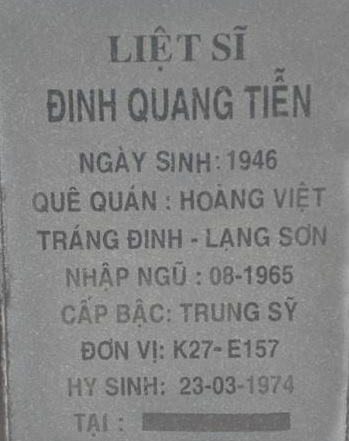 LIỆT SĨ
ĐINH QUANG TIỄN
NGÀY SINH: 1946
QUÊ QUÁN : HOÀNG VIỆT
TRÁNG ĐINH - LẠNG SƠN
NHẬP NGŨ : 08-1965
CẤP BẬC: TRUNG SỸ
ĐƠN VỊ: K27- E157
HY SINH: 23-03-1974
TẠI :